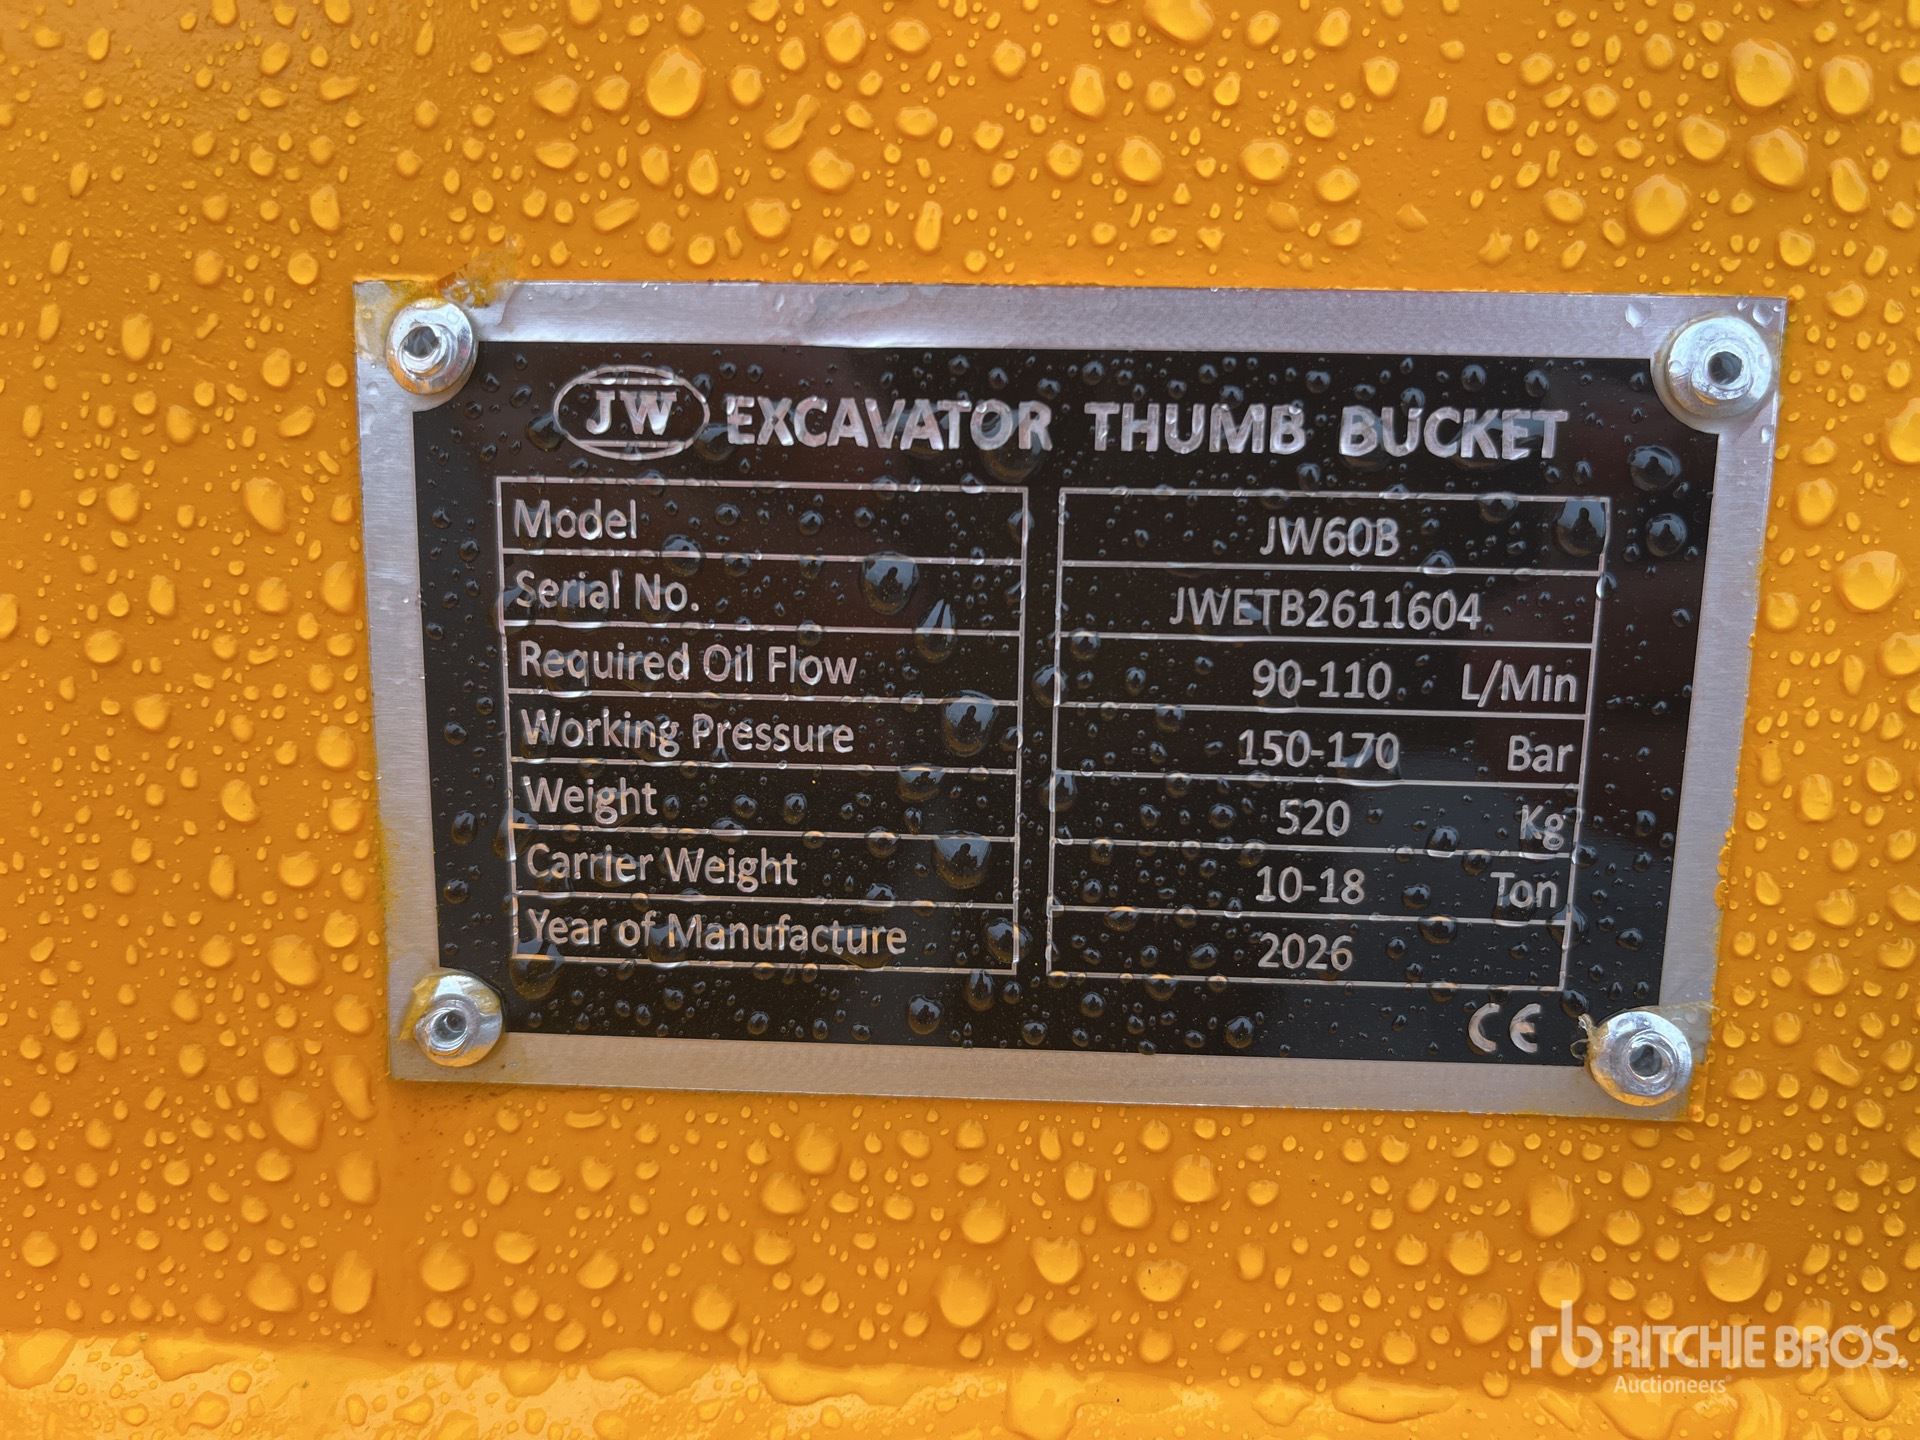 JW EXCAVATOR THUMB BUCKET
Model JW60B
Serial No. JWETB2611604
Required Oil Flow 90-110 L/Min
Working Pressure 150-170 Bar
Weight 520 Kg
Carrier Weight 10-18 Ton
Year of Manufacture 2026
CE
rb RITCHIE BROS.
Auctioneers